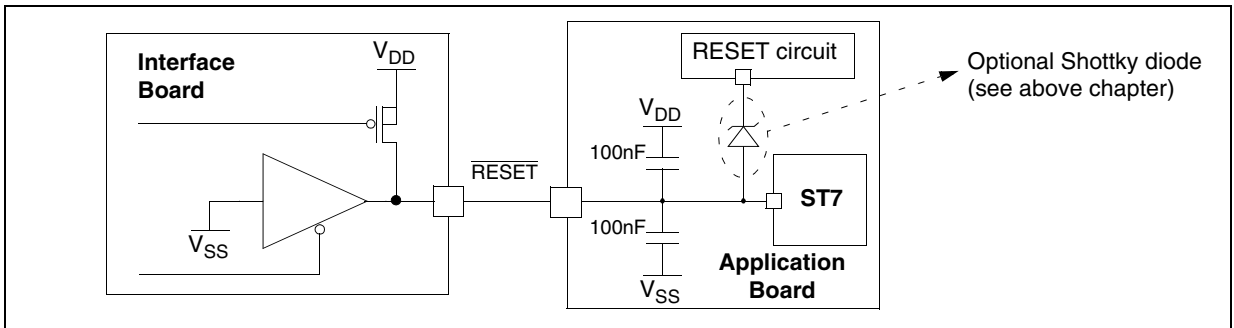 Interface
Board
VDD
VSS
RESET
RESET circuit
VDD
100nF
100nF
VSS
ST7
Application
Board
Optional Shottky diode
(see above chapter)